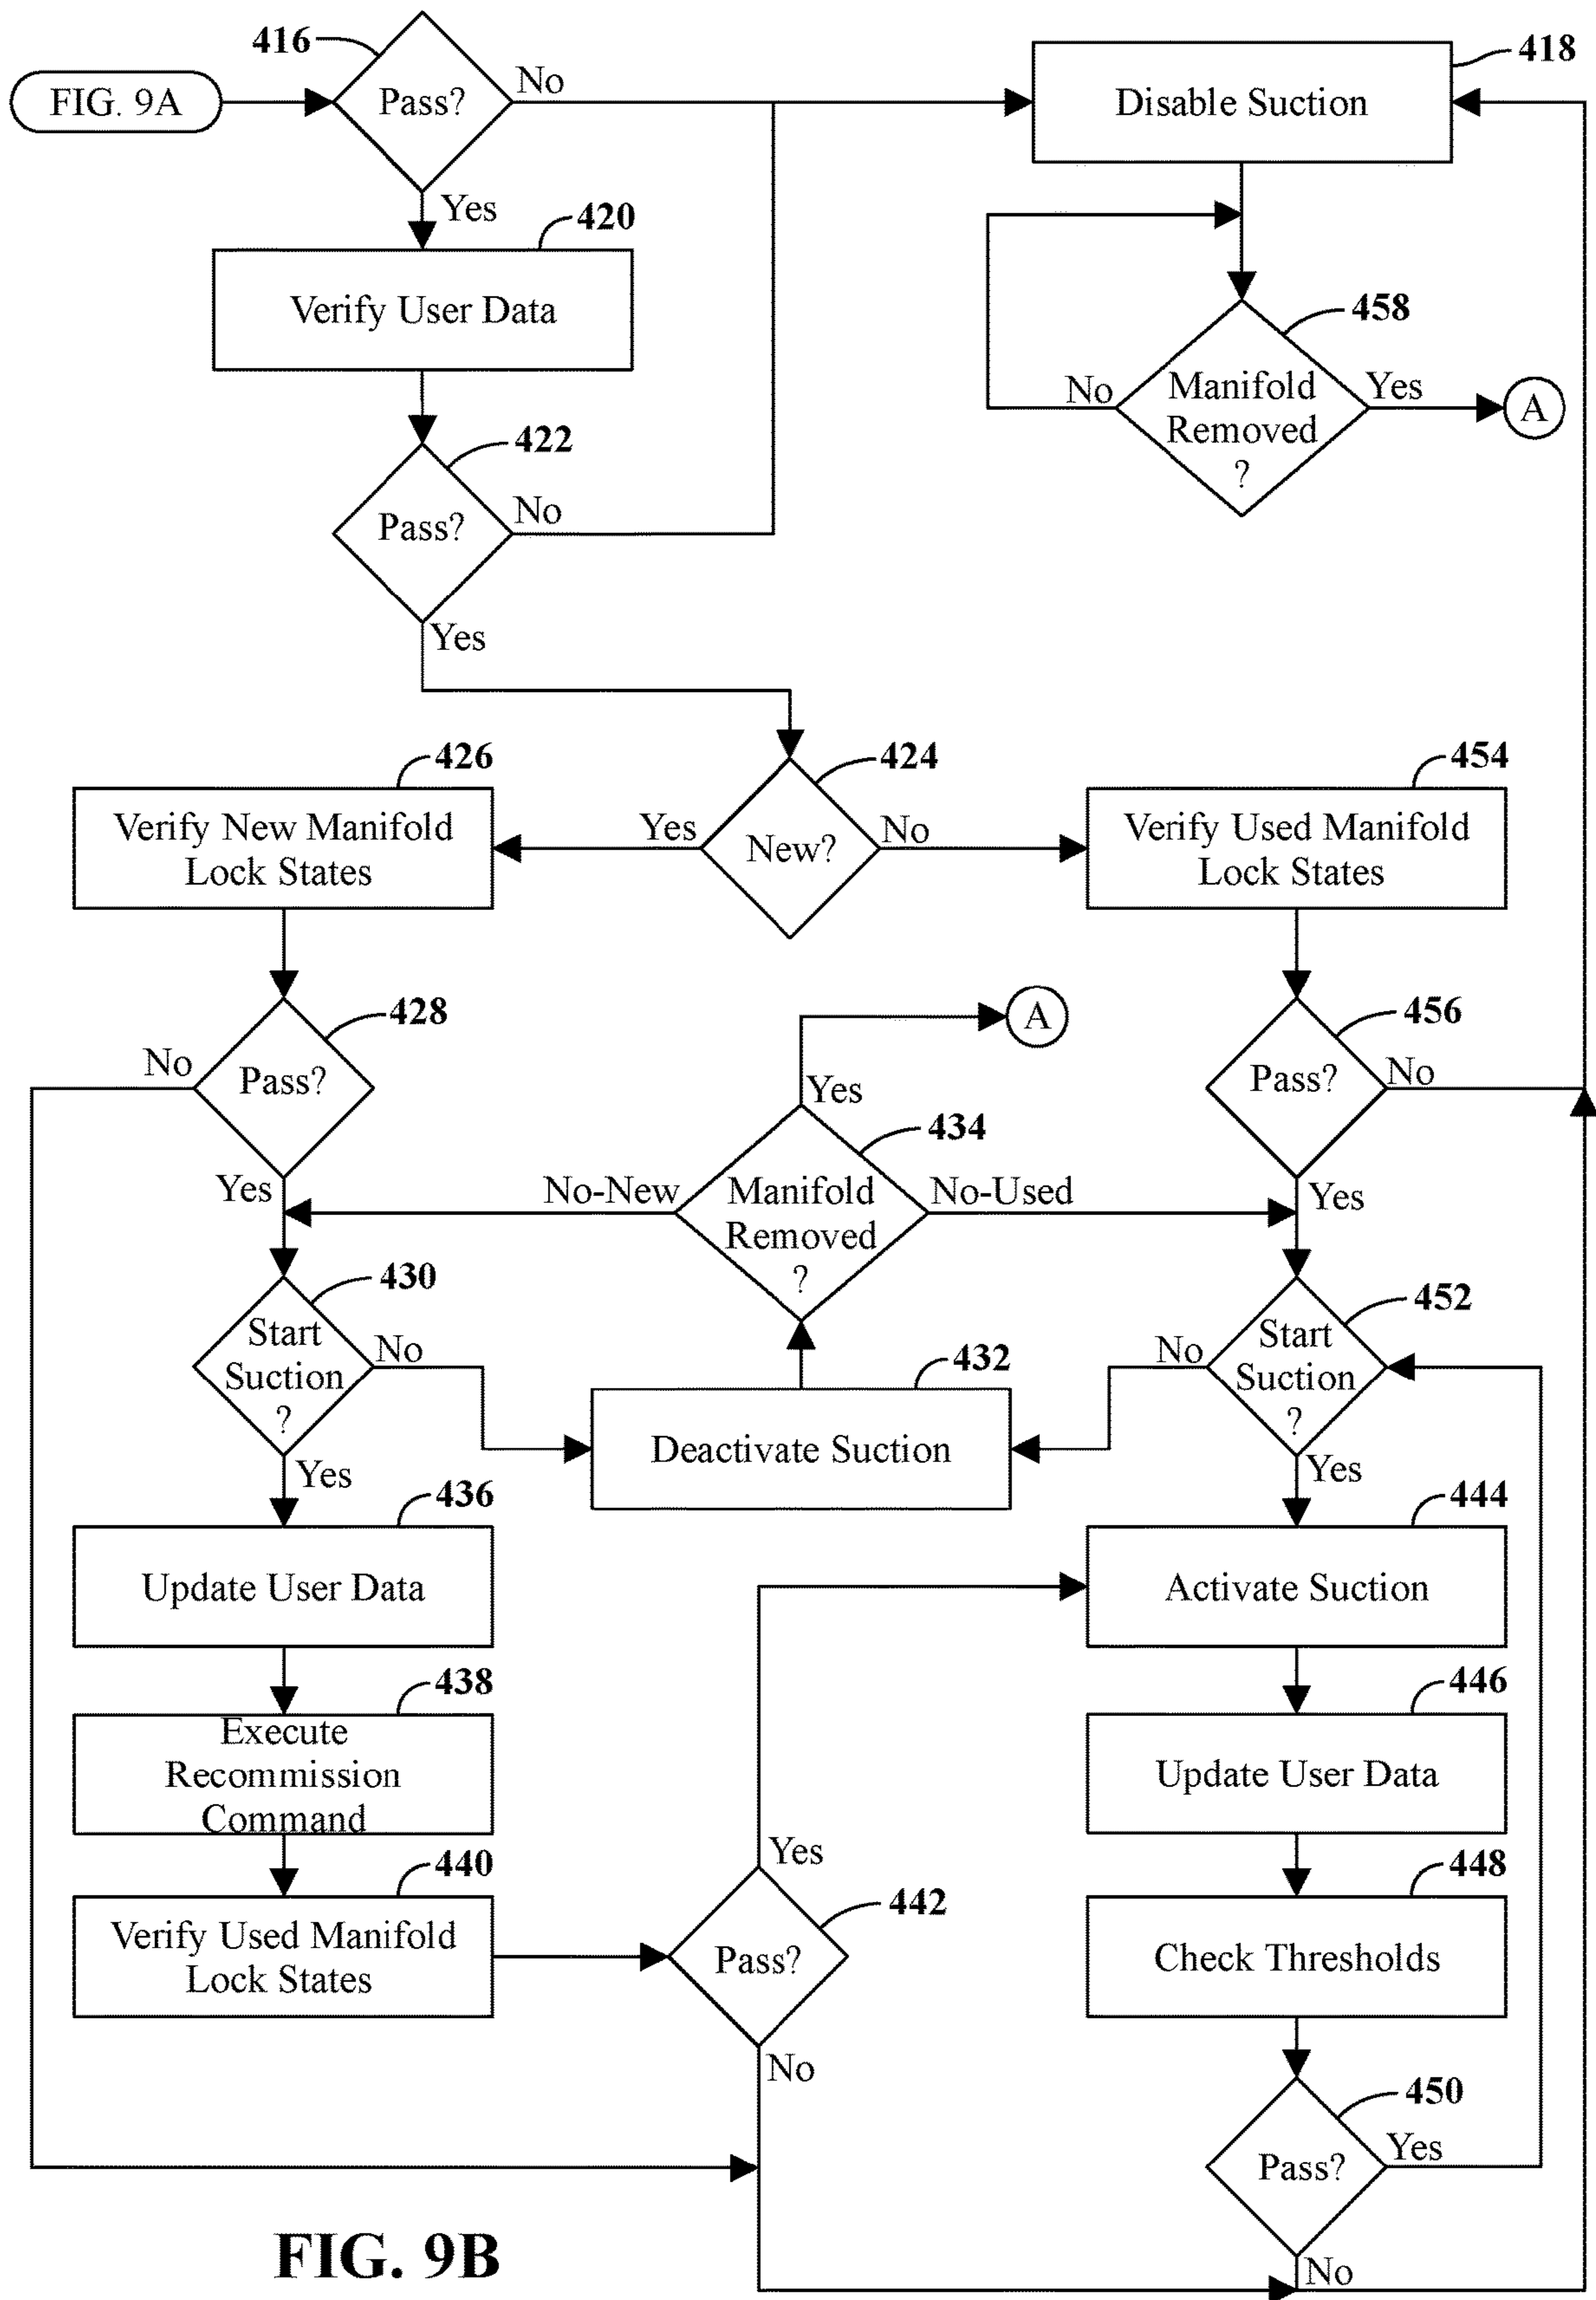 416
FIG. 9A
Pass?
No
Disable Suction
418
Yes
420
Verify User Data
458
Manifold
Removed
?
No
Yes
A
422
Pass?
No
Yes
426
Verify New Manifold
Lock States
424
Yes
New?
No
454
Verify Used Manifold
Lock States
428
No
Pass?
Yes
A
Yes
434
No-New
Manifold
Removed
?
No-Used
456
Pass?
No
Yes
430
Start
Suction
?
No
Yes
432
Deactivate Suction
452
No
Start
Suction
?
Yes
436
Update User Data
444
Activate Suction
438
Execute
Recommission
Command
446
Update User Data
440
Verify Used Manifold
Lock States
Yes
442
Pass?
No
448
Check Thresholds
450
Pass?
Yes
No
FIG. 9B